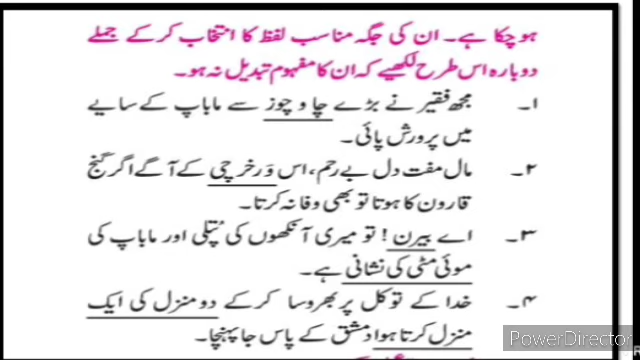 ہو چکا ہے۔ ان کی جگہ مناسب لفظ کا انتخاب کر کے جملے
دوبارہ اس طرح لکھیے کہ ان کا مفہوم تبدیل نہ ہو۔
۱۔ مجھ فقیر نے بڑے چاو چوز سے ماباپ کے سایے
میں پرورش پائی۔
۲۔ مال مفت دل بے رحم، اس وَرخرچی کے آگے اگر گنج
قارون کا ہوتا تو بھی وفا نہ کرتا۔
۳۔ اے بیرن! تو میری آنکھوں کی پُتلی اور ماباپ کی
موئی مٹی کی نشانی ہے۔
۴۔ خدا کے توکل پر بھروسا کر کے دو منزل کی ایک
منزل کرتا ہوا دمشق کے پاس جا پہنچا۔
PowerDirector